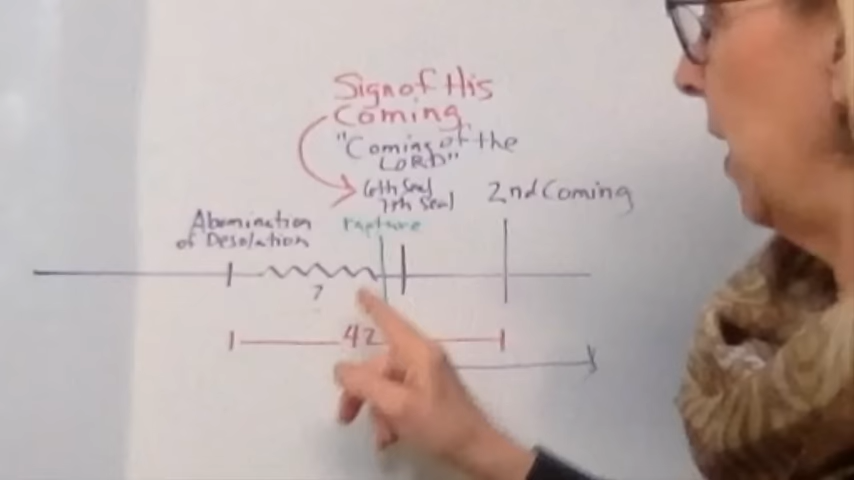 Sign of His
Coming
"Coming of the
LORD"
6th Seal
7th Seal
2nd Coming
Abomination
of Desolation
rapture
?
42